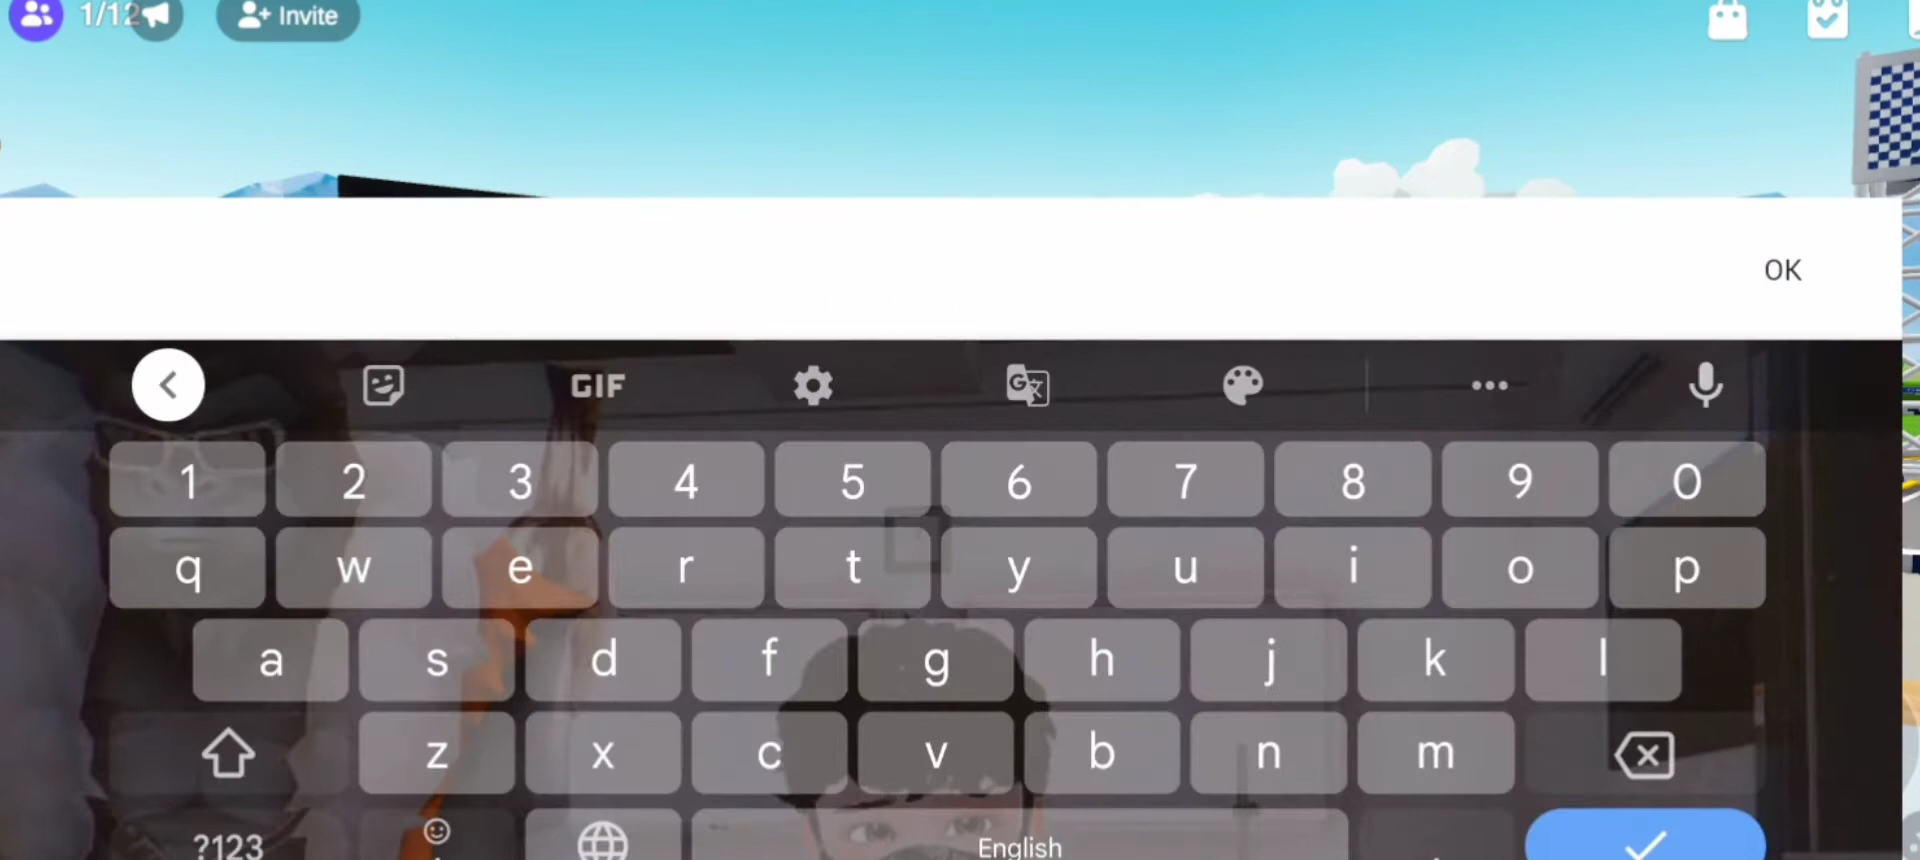 1/12 Invite
OK
GIF G
1 2 3 4 5 6 7 8 9 0
q w e r t y u i o p
a s d f g h j k l
z x c v b n m
?123 English .